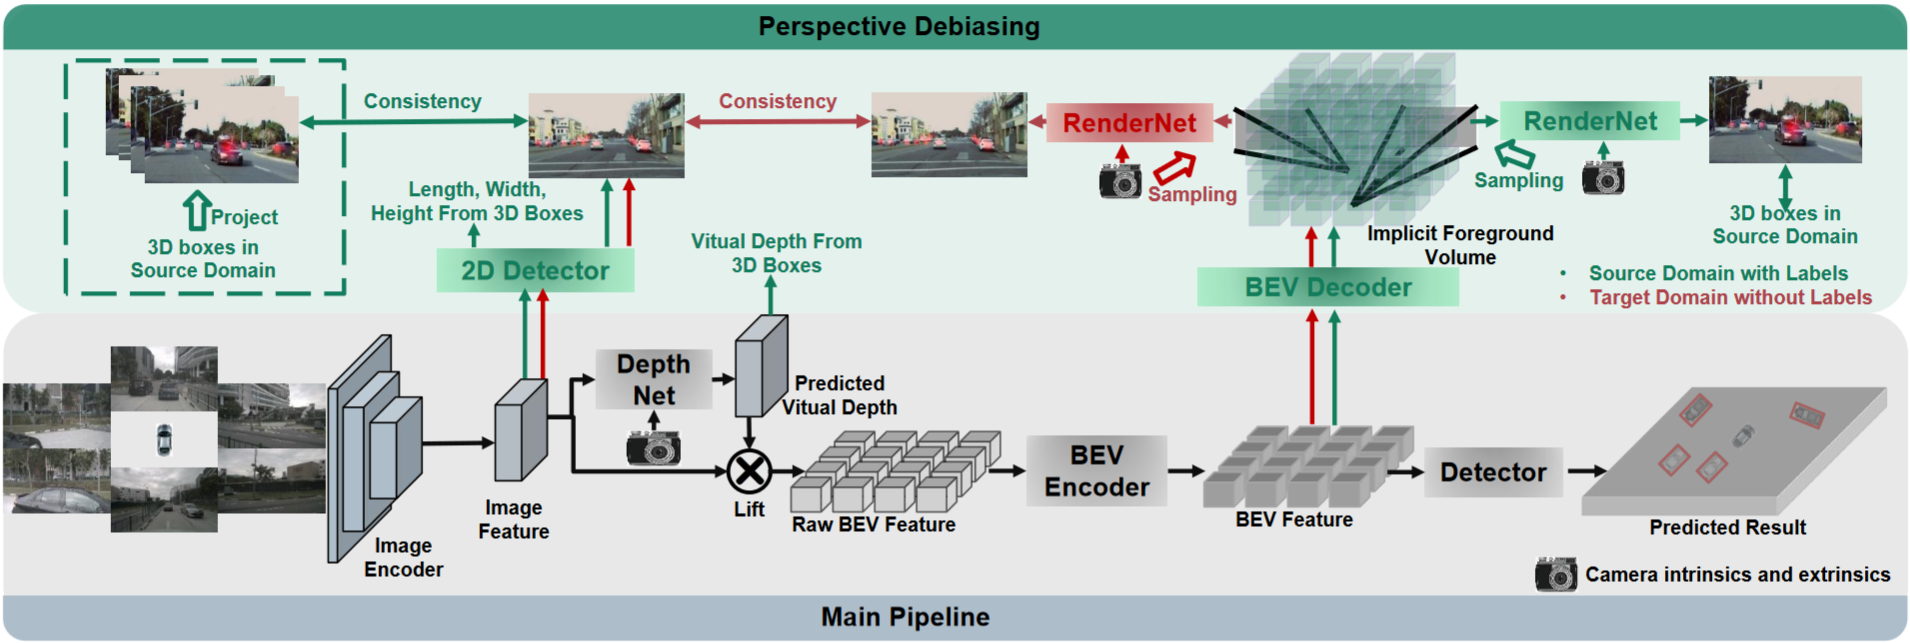 Perspective Debiasing
Consistency
Consistency
RenderNet
RenderNet
Sampling
Sampling
Length, Width,
Height From 3D Boxes
Project
3D boxes in
Source Domain
2D Detector
Vitual Depth From
3D Boxes
Implicit Foreground
Volume
3D boxes in
Source Domain
BEV Decoder
• Source Domain with Labels
• Target Domain without Labels
Depth
Net
Predicted
Vitual Depth
Image
Encoder
Image
Feature
Lift
Raw BEV Feature
BEV
Encoder
BEV Feature
Detector
Predicted Result
Camera intrinsics and extrinsics
Main Pipeline